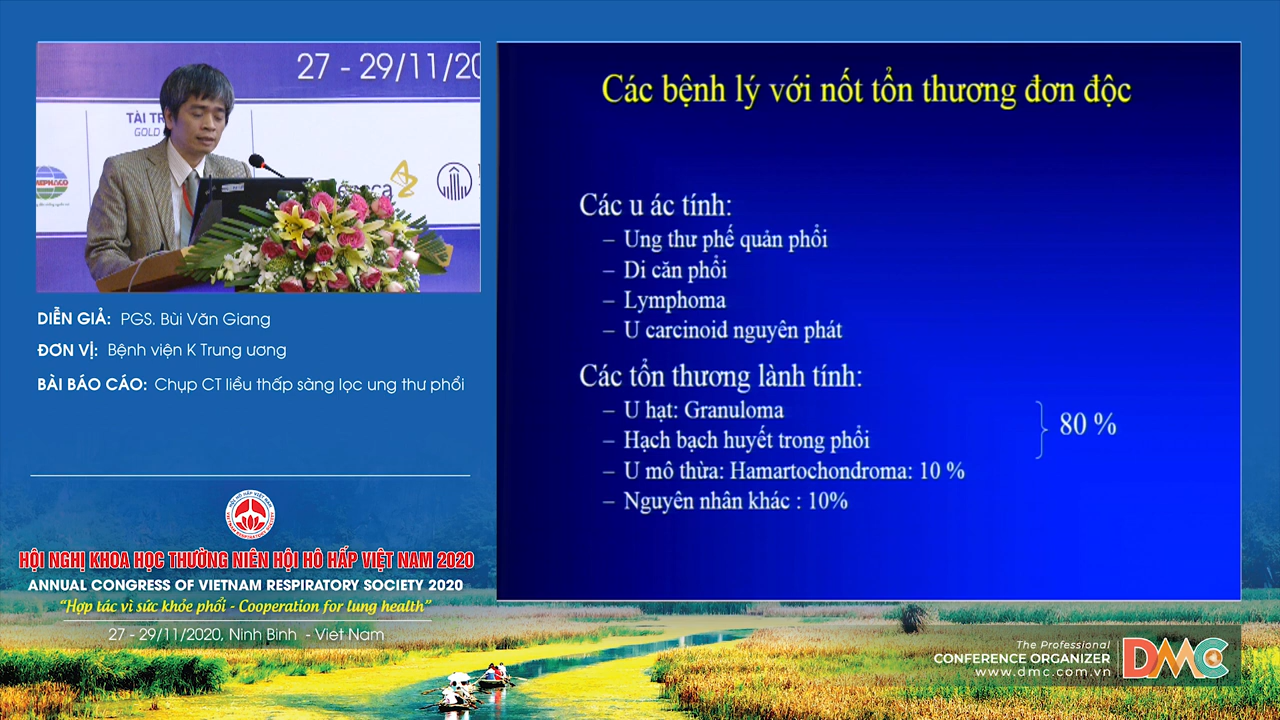 27 - 29/11/20
TÀI TR
GOLD
ca
DIỄN GIẢ: PGS. Bùi Văn Giang
ĐƠN VỊ: Bệnh viện K Trung ương
BÀI BÁO CÁO: Chụp CT liều thấp sàng lọc ung thư phổi
HỘI NGHỊ KHOA HỌC THƯỜNG NIÊN HỘI HÔ HẤP VIỆT NAM 2020
ANNUAL CONGRESS OF VIETNAM RESPIRATORY SOCIETY 2020
“Hợp tác vì sức khỏe phổi - Cooperation for lung health”
27 - 29/11/2020, Ninh Bình - Viet Nam
Các bệnh lý với nốt tổn thương đơn độc
Các u ác tính:
– Ung thư phế quản phổi
– Di căn phổi
– Lymphoma
– U carcinoid nguyên phát
Các tổn thương lành tính:
– U hạt: Granuloma
– Hạch bạch huyết trong phổi
80 %
– U mô thừa: Hamartochondroma: 10 %
– Nguyên nhân khác : 10%
The Professional
CONFERENCE ORGANIZER
www.dmc.com.vn
DMC